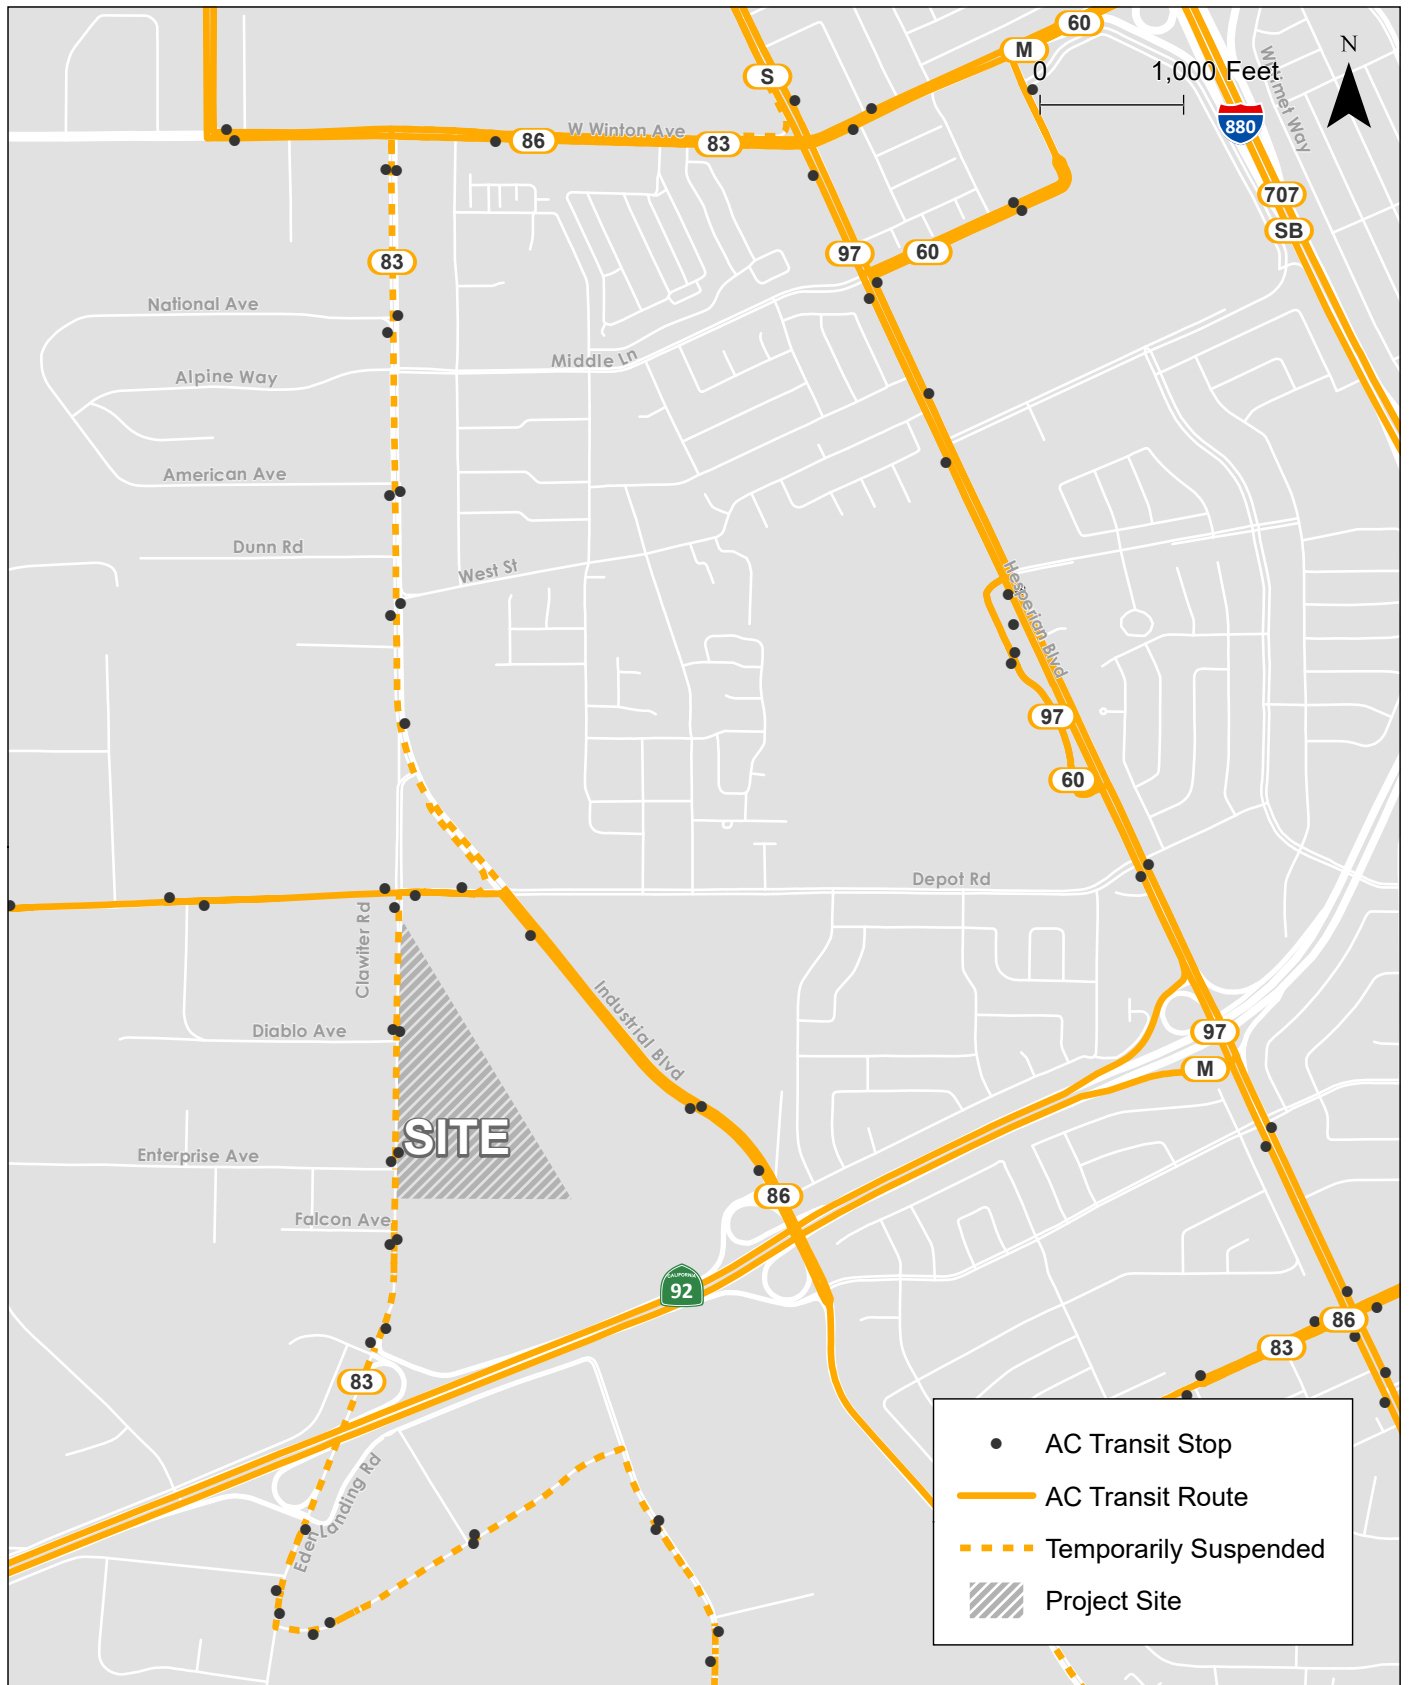 60
M
N
S
0 1,000 Feet
880
W Winton Ave
86
83
707
SB
83
97
60
National Ave
Middle Ln
Alpine Way
American Ave
Dunn Rd
West St
Hesperian Blvd
97
60
Depot Rd
Clawiter Rd
Industrial Blvd
Diablo Ave
97
M
SITE
Enterprise Ave
86
Falcon Ave
CALIFORNIA
92
86
83
83
Eden Landing Rd
AC Transit Stop
AC Transit Route
Temporarily Suspended
Project Site